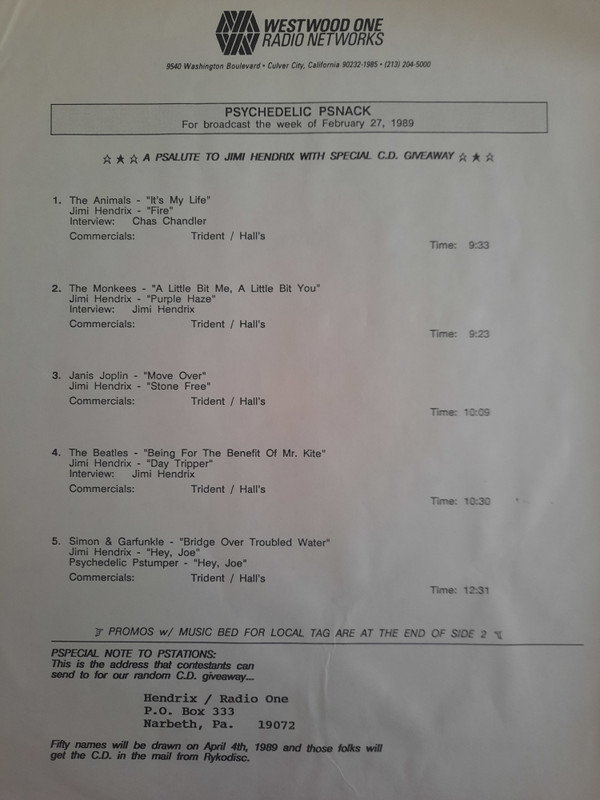 WESTWOOD ONE
RADIO NETWORKS
9540 Washington Boulevard • Culver City, California 90232-1985 • (213) 204-5000
PSYCHEDELIC PSNACK
For broadcast the week of February 27, 1989
☆ ★ ☆ A PSALUTE TO JIMI HENDRIX WITH SPECIAL C.D. GIVEAWAY ☆ ★ ☆
1. The Animals - "It's My Life"
Jimi Hendrix - "Fire"
Interview: Chas Chandler
Commercials: Trident / Hall's
Time: 9:33
2. The Monkees - "A Little Bit Me, A Little Bit You"
Jimi Hendrix - "Purple Haze"
Interview: Jimi Hendrix
Commercials: Trident / Hall's
Time: 9:23
3. Janis Joplin - "Move Over"
Jimi Hendrix - "Stone Free"
Commercials: Trident / Hall's
Time: 10:09
4. The Beatles - "Being For The Benefit Of Mr. Kite"
Jimi Hendrix - "Day Tripper"
Interview: Jimi Hendrix
Commercials: Trident / Hall's
Time: 10:30
5. Simon & Garfunkle - "Bridge Over Troubled Water"
Jimi Hendrix - "Hey, Joe"
Psychedelic Pstumper - "Hey, Joe"
Commercials: Trident / Hall's
Time: 12:31
PROMOS w/ MUSIC BED FOR LOCAL TAG ARE AT THE END OF SIDE 2
PSPECIAL NOTE TO PSTATIONS:
This is the address that contestants can
send to for our random C.D. giveaway...
Hendrix / Radio One
P.O. Box 333
Narbeth, Pa. 19072
Fifty names will be drawn on April 4th, 1989 and those folks will
get the C.D. in the mail from Rykodisc.